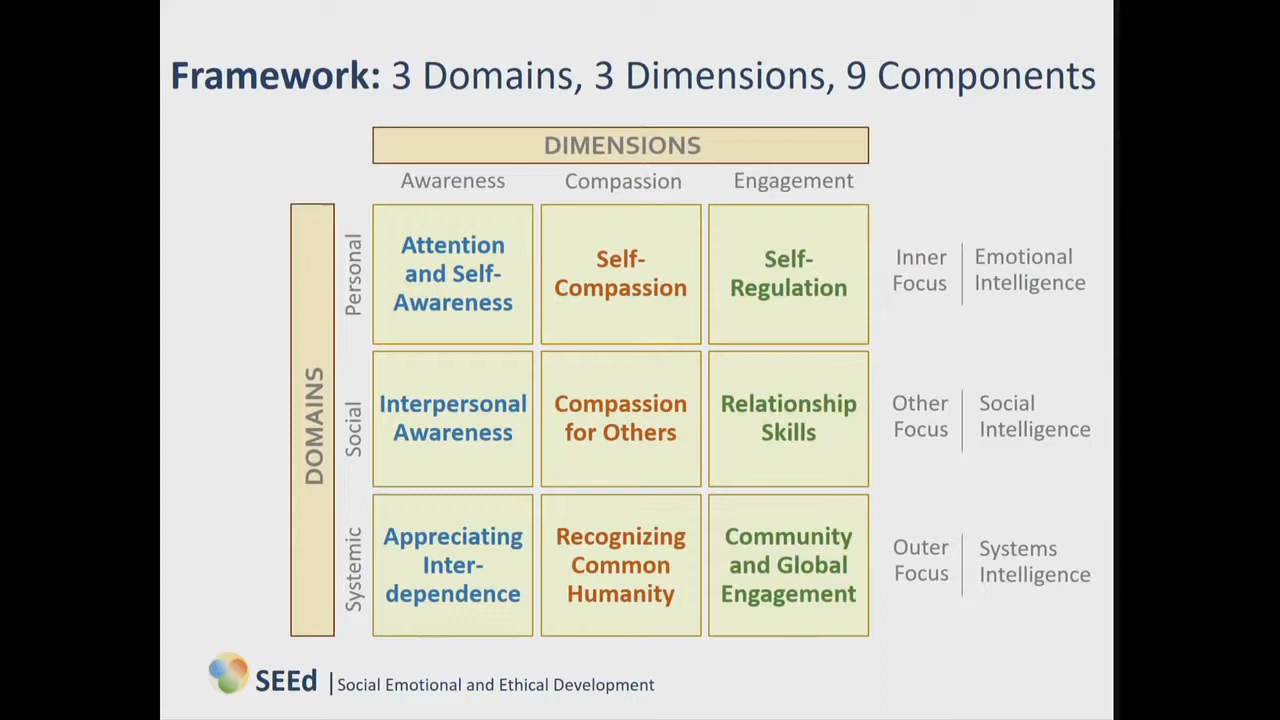 Framework: 3 Domains, 3 Dimensions, 9 Components
DIMENSIONS
Awareness
Compassion
Engagement
DOMAINS
Personal
Attention
and Self-
Awareness
Self-
Compassion
Self-
Regulation
Inner
Focus
Emotional
Intelligence
Social
Interpersonal
Awareness
Compassion
for Others
Relationship
Skills
Other
Focus
Social
Intelligence
Systemic
Appreciating
Inter-
dependence
Recognizing
Common
Humanity
Community
and Global
Engagement
Outer
Focus
Systems
Intelligence
SEEd | Social Emotional and Ethical Development